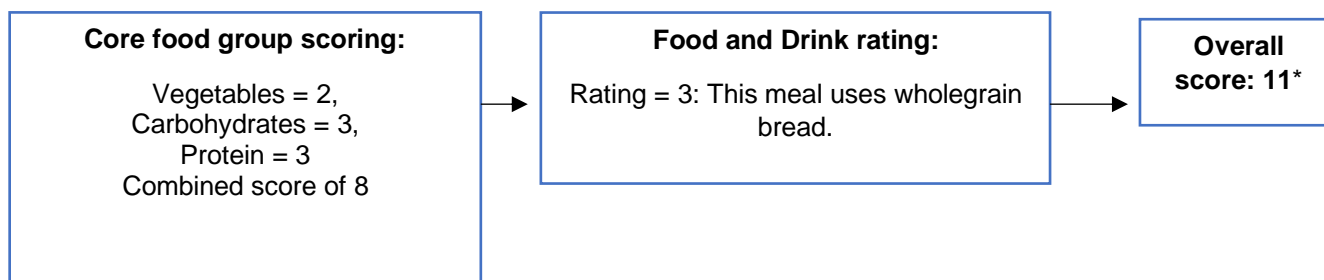 Core food group scoring:
Vegetables = 2,
Carbohydrates = 3,
Protein = 3
Combined score of 8
Food and Drink rating:
Rating = 3: This meal uses wholegrain
bread.
Overall
score: 11*